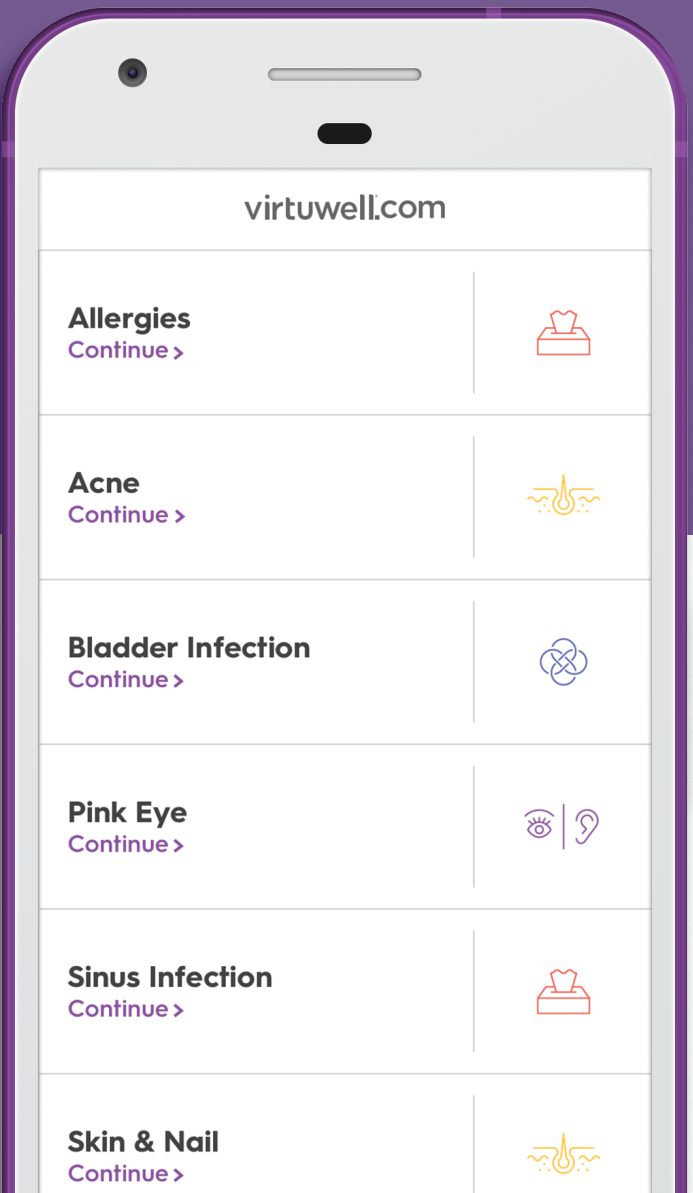 virtuwell.com
Allergies
Continue >
Acne
Continue >
Bladder Infection
Continue >
Pink Eye
Continue >
Sinus Infection
Continue >
Skin & Nail
Continue >